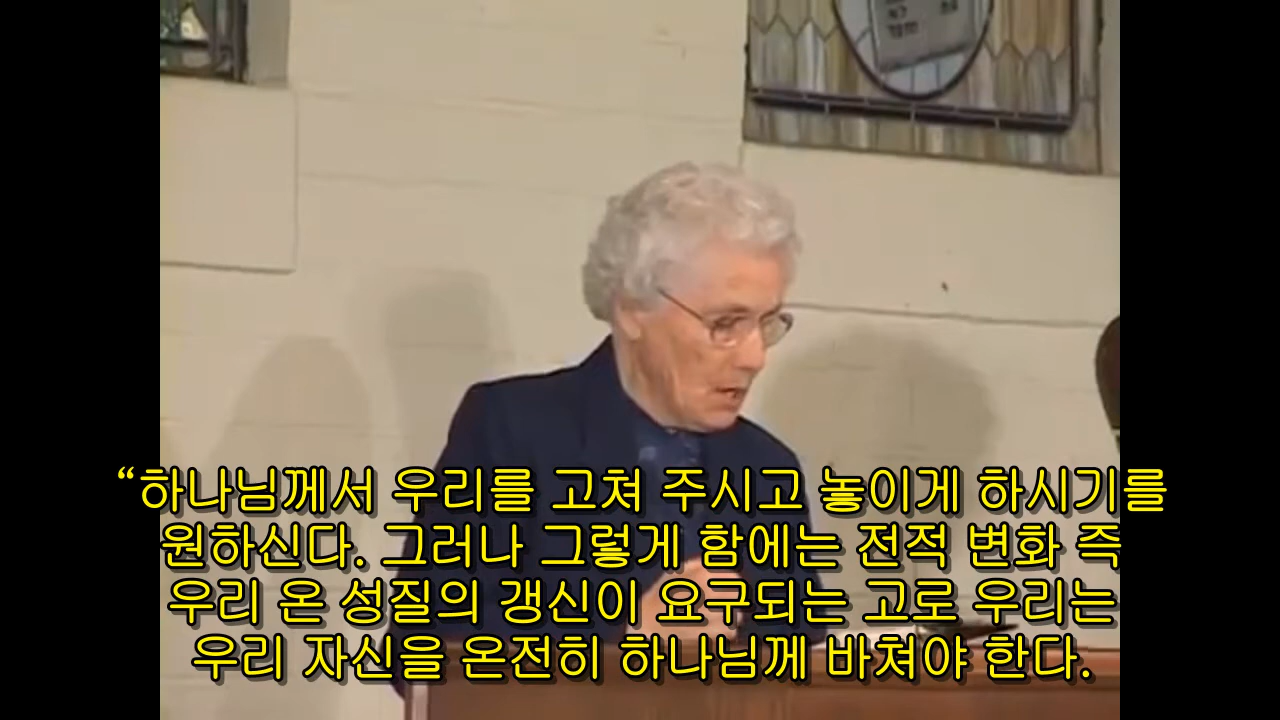 “하나님께서 우리를 고쳐 주시고 놓이게 하시기를
원하신다. 그러나 그렇게 함에는 전적 변화 즉
우리 온 성질의 갱신이 요구되는 고로 우리는
우리 자신을 온전히 하나님께 바쳐야 한다.